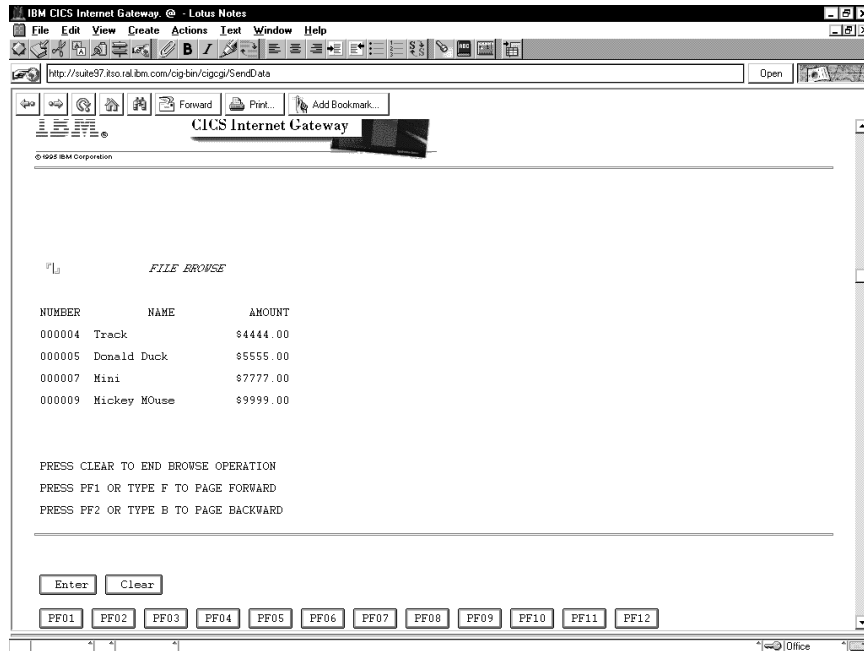 IBM CICS Internet Gateway. @ - Lotus Notes
File Edit View Create Actions Text Window Help
http://suite97.itso.ral.ibm.com/cig-bin/cigcgi/SendData Open
Forward Print... Add Bookmark...
IBM® CICS Internet Gateway
© 1995 IBM Corporation
FILE BROWSE
NUMBER NAME AMOUNT
000004 Track $4444.00
000005 Donald Duck $5555.00
000007 Mini $7777.00
000009 Mickey MOuse $9999.00
PRESS CLEAR TO END BROWSE OPERATION
PRESS PF1 OR TYPE F TO PAGE FORWARD
PRESS PF2 OR TYPE B TO PAGE BACKWARD
Enter Clear
PF01 PF02 PF03 PF04 PF05 PF06 PF07 PF08 PF09 PF10 PF11 PF12
Office